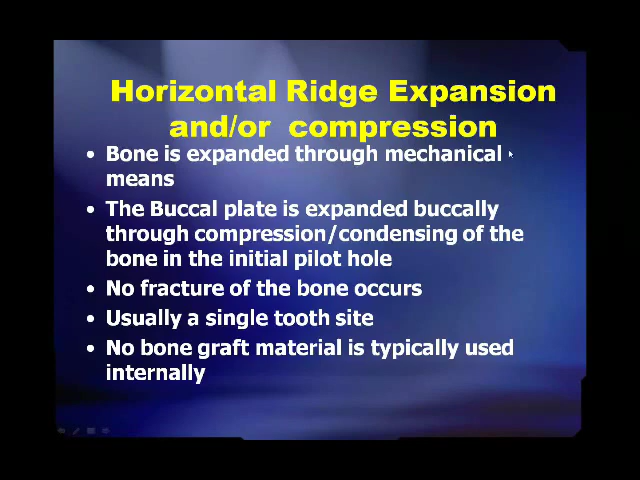 Horizontal Ridge Expansion
and/or compression
• Bone is expanded through mechanical
means
• The Buccal plate is expanded buccally
through compression/condensing of the
bone in the initial pilot hole
• No fracture of the bone occurs
• Usually a single tooth site
• No bone graft material is typically used
internally